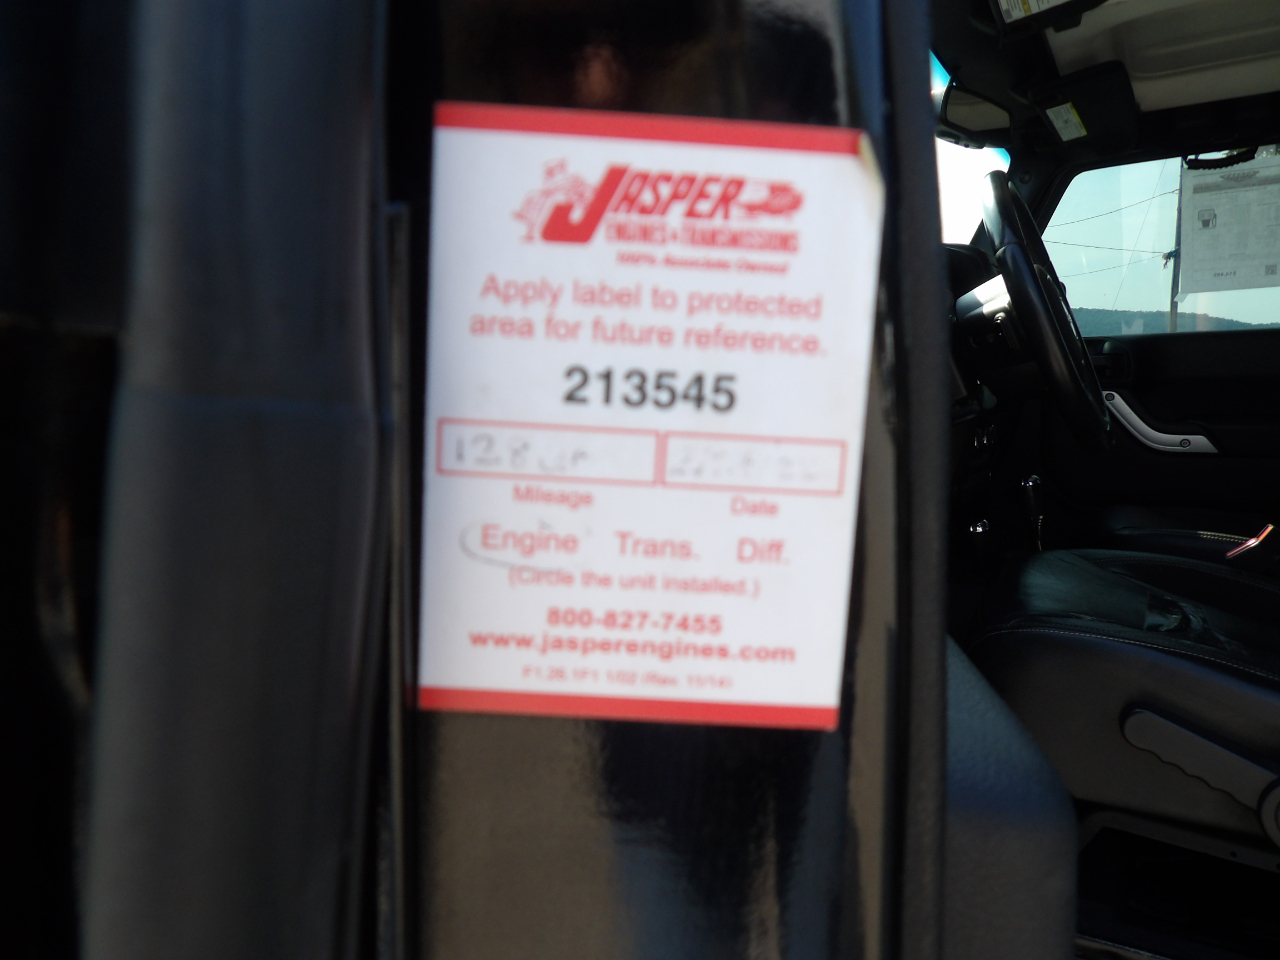 JASPER
ENGINES & TRANSMISSIONS
100% Associate Owned
Apply label to protected
area for future reference.
213545
Mileage Date
Engine Trans. Diff.
(Circle the unit installed.)
800-827-7455
www.jasperengines.com